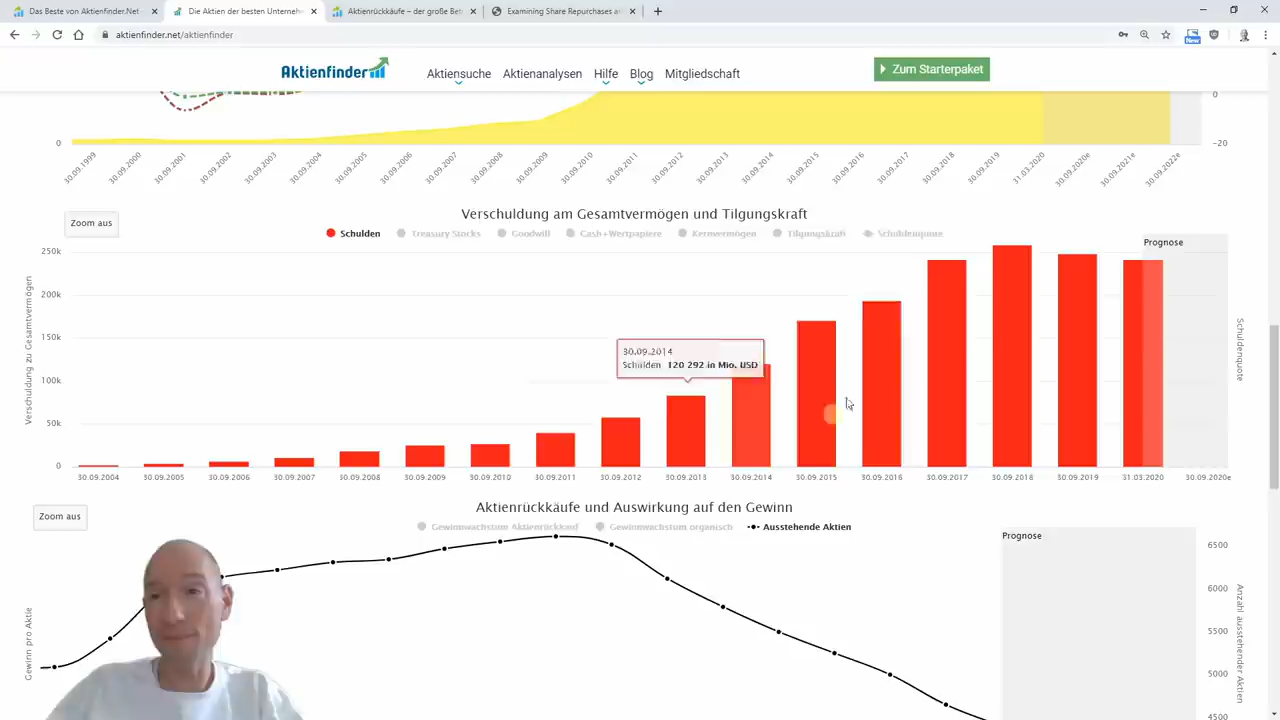 Das Beste von Aktienfinder.Net
Die Aktien der besten Unterneh
Aktienrückkäufe – der große Bet
Examining Share Repurchases an
aktienfinder.net/aktienfinder
New
Aktienfinder
Aktiensuche
Aktienanalysen
Hilfe
Blog
Mitgliedschaft
Zum Starterpaket
0
0
-20
30.09.1999
30.09.2000
30.09.2001
30.09.2002
30.09.2003
30.09.2004
30.09.2005
30.09.2006
30.09.2007
30.09.2008
30.09.2009
30.09.2010
30.09.2011
30.09.2012
30.09.2013
30.09.2014
30.09.2015
30.09.2016
30.09.2017
30.09.2018
30.09.2019
31.03.2020
30.09.2020e
30.09.2021e
30.09.2022e
Zoom aus
Verschuldung am Gesamtvermögen und Tilgungskraft
Schulden
Treasury Stocks
Goodwill
Cash+Wertpapiere
Kernvermögen
Tilgungskraft
Schuldenquote
Prognose
250k
200k
150k
100k
50k
0
Verschuldung zu Gesamtvermögen
Schuldenquote
30.09.2014
Schulden 120 292 in Mio. USD
30.09.2004
30.09.2005
30.09.2006
30.09.2007
30.09.2008
30.09.2009
30.09.2010
30.09.2011
30.09.2012
30.09.2013
30.09.2014
30.09.2015
30.09.2016
30.09.2017
30.09.2018
30.09.2019
31.03.2020
30.09.2020e
Aktienrückkäufe und Auswirkung auf den Gewinn
Zoom aus
Gewinnwachstum Aktienrückkauf
Gewinnwachstum organisch
Ausstehende Aktien
Prognose
6500
6000
5500
5000
4500
Gewinn pro Aktie
Anzahl ausstehender Aktien